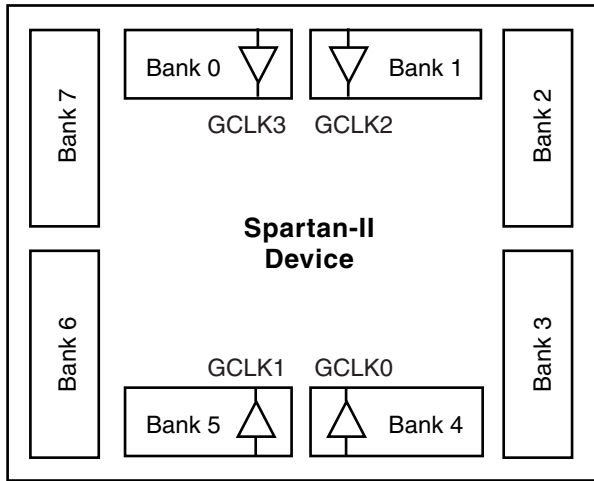 Bank 0
Bank 1
Bank 7
Bank 2
GCLK3
GCLK2
Spartan-II
Device
Bank 6
Bank 3
GCLK1
GCLK0
Bank 5
Bank 4